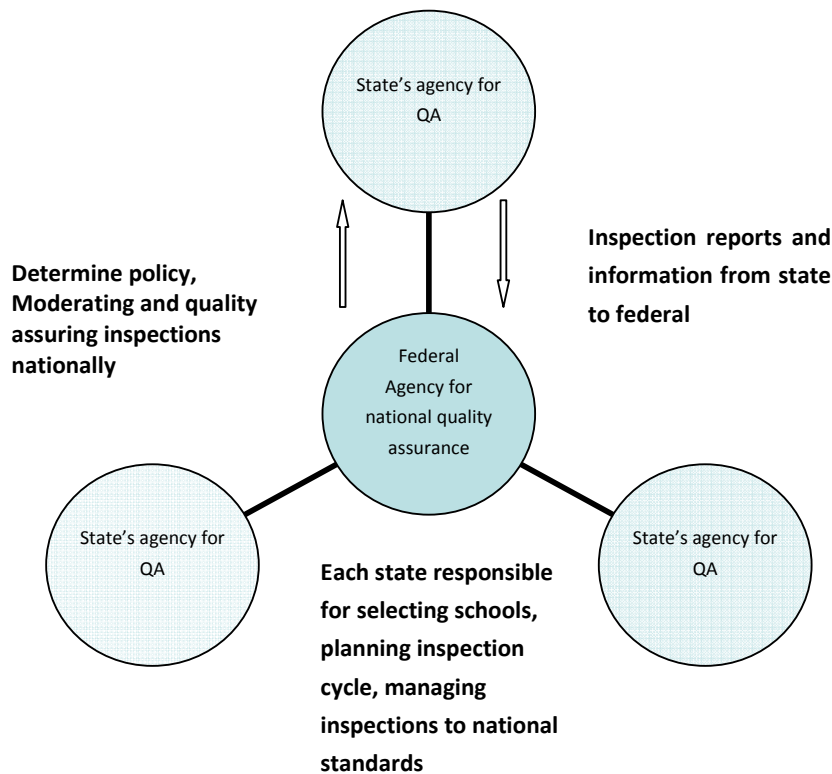 State’s agency for
QA
Determine policy,
Moderating and quality
assuring inspections
nationally
Inspection reports and
information from state
to federal
Federal
Agency for
national quality
assurance
State’s agency for
QA
Each state responsible
for selecting schools,
planning inspection
cycle, managing
inspections to national
standards
State’s agency for
QA